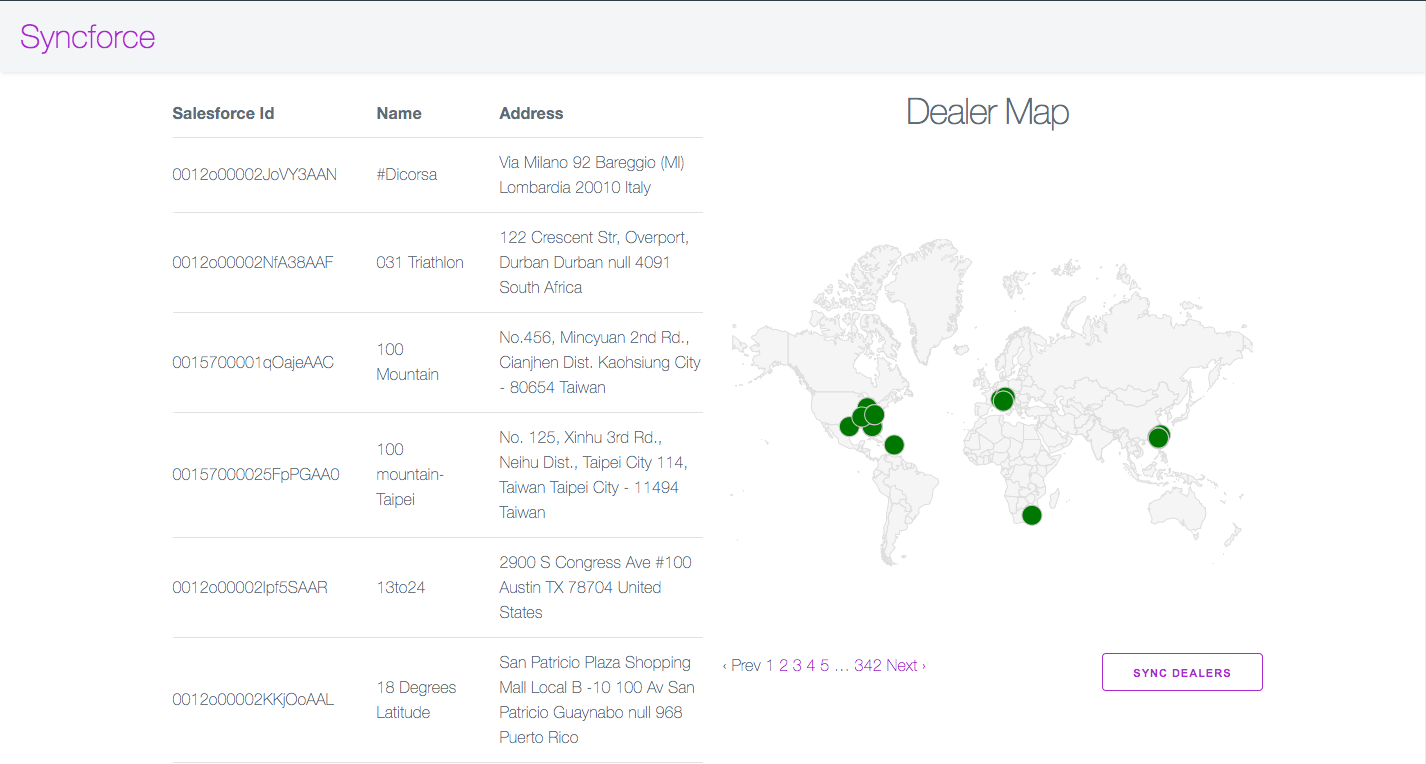 Syncforce
Salesforce Id Name Address
0012o00002JoVY3AAN #Dicorsa Via Milano 92 Bareggio (MI)
Lombardia 20010 Italy
0012o00002NfA38AAF 031 Triathlon 122 Crescent Str, Overport,
Durban Durban null 4091
South Africa
0015700001qOajeAAC 100
Mountain
No.456, Mincyuan 2nd Rd.,
Cianjhen Dist. Kaohsiung City
- 80654 Taiwan
00157000025FpPGAA0 100
mountain-
Taipei
No. 125, Xinhu 3rd Rd.,
Neihu Dist., Taipei City 114,
Taiwan Taipei City - 11494
Taiwan
0012o00002Ipf5SAAR 13to24 2900 S Congress Ave #100
Austin TX 78704 United
States
0012o00002KKjOoAAL 18 Degrees
Latitude
San Patricio Plaza Shopping
Mall Local B -10 100 Av San
Patricio Guaynabo null 968
Puerto Rico
Dealer Map
‹ Prev 1 2 3 4 5 … 342 Next ›
SYNC DEALERS